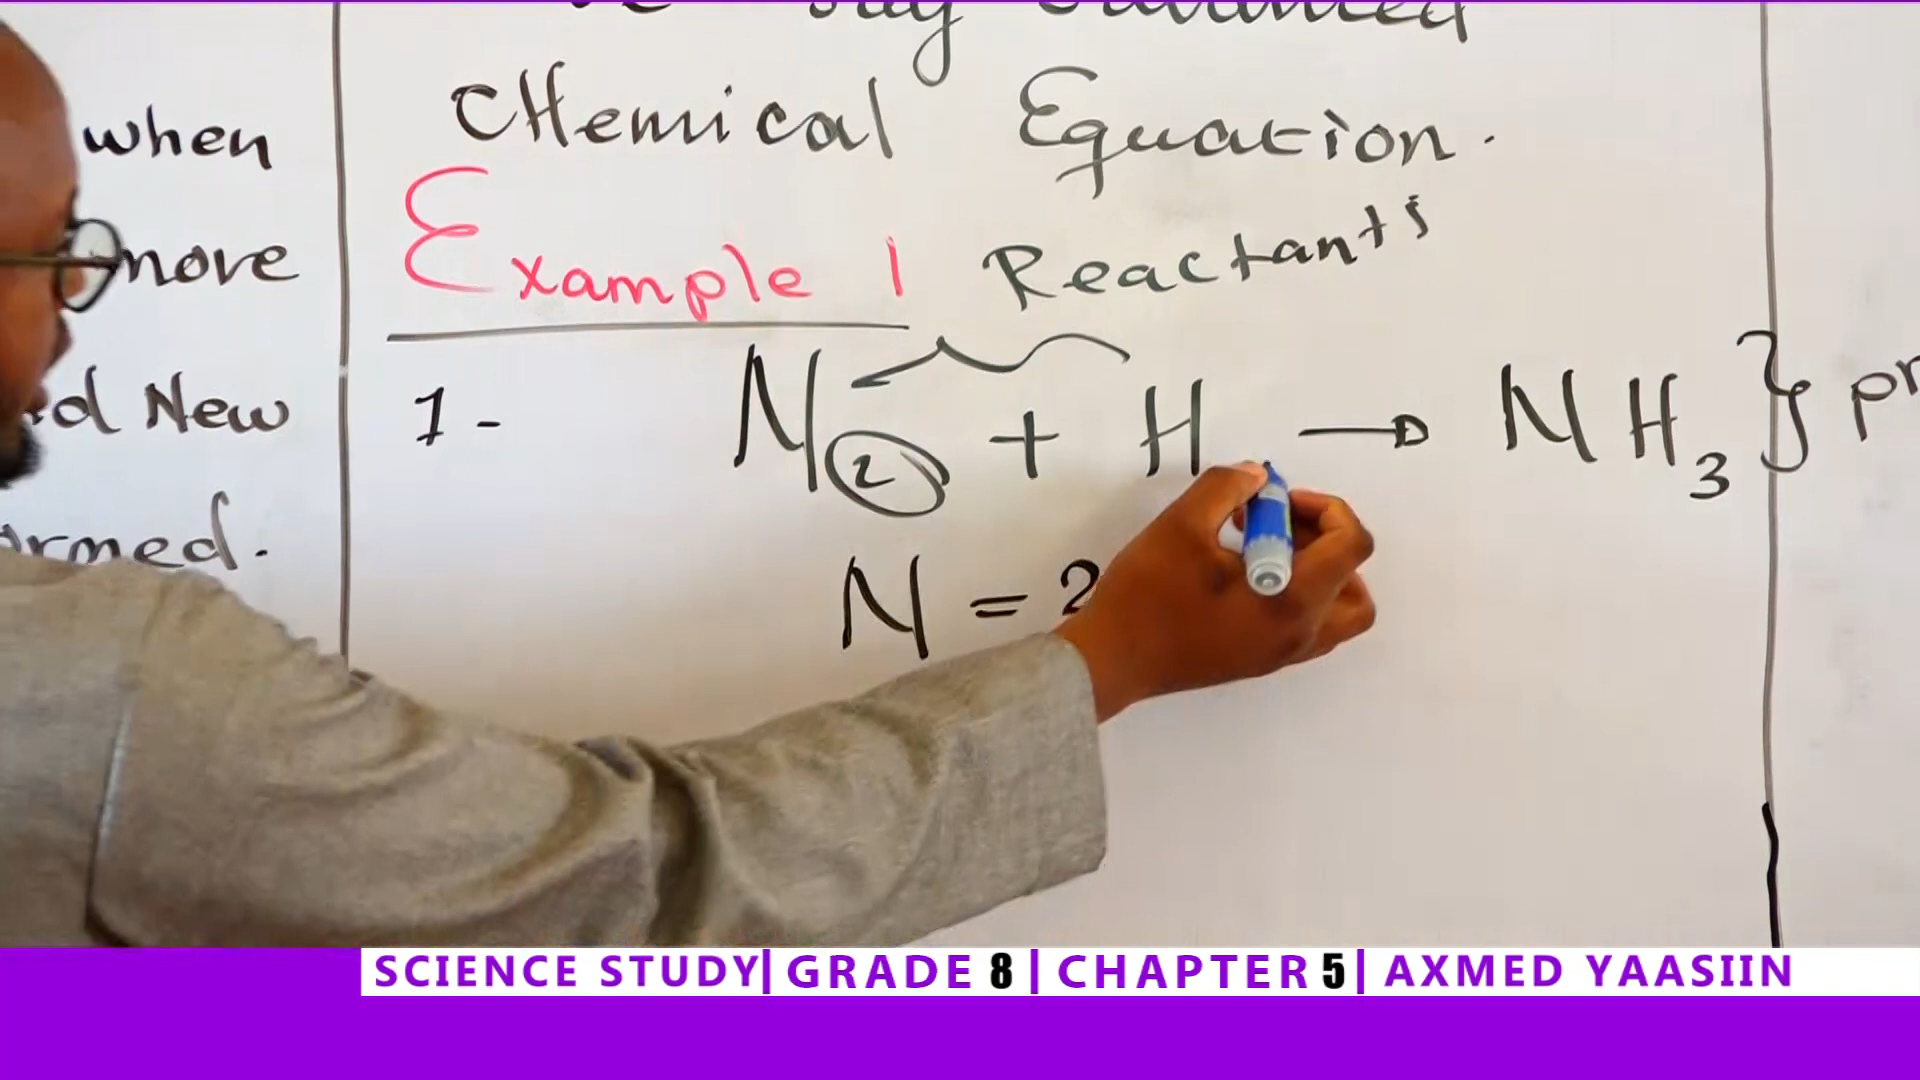 when
more
New
Chemical Equation.
Example 1 Reactants
1- N2 + H → NH3 }
N = 2
SCIENCE STUDY| GRADE 8 | CHAPTER 5 | AXMED YAASIIN